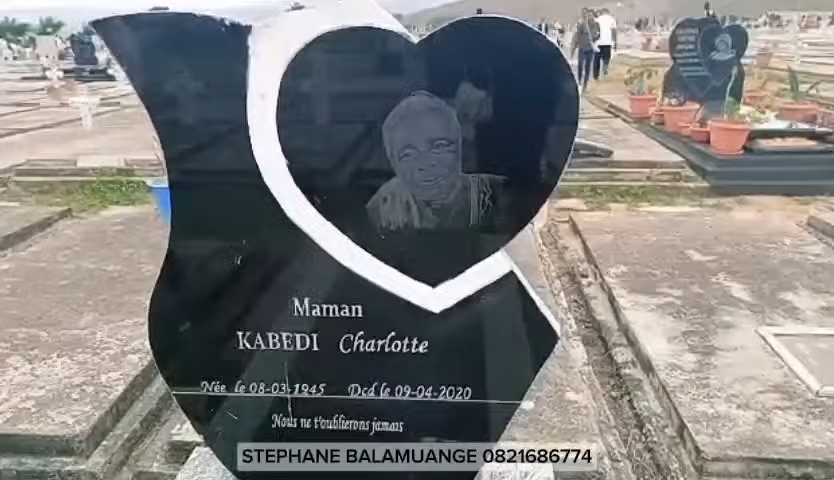 Maman
KABEDI Charlotte
Née le 08-03-1945 Dcd le 09-04-2020
Nous ne t'oublierons jamais
STEPHANE BALAMUANGE 0821686774